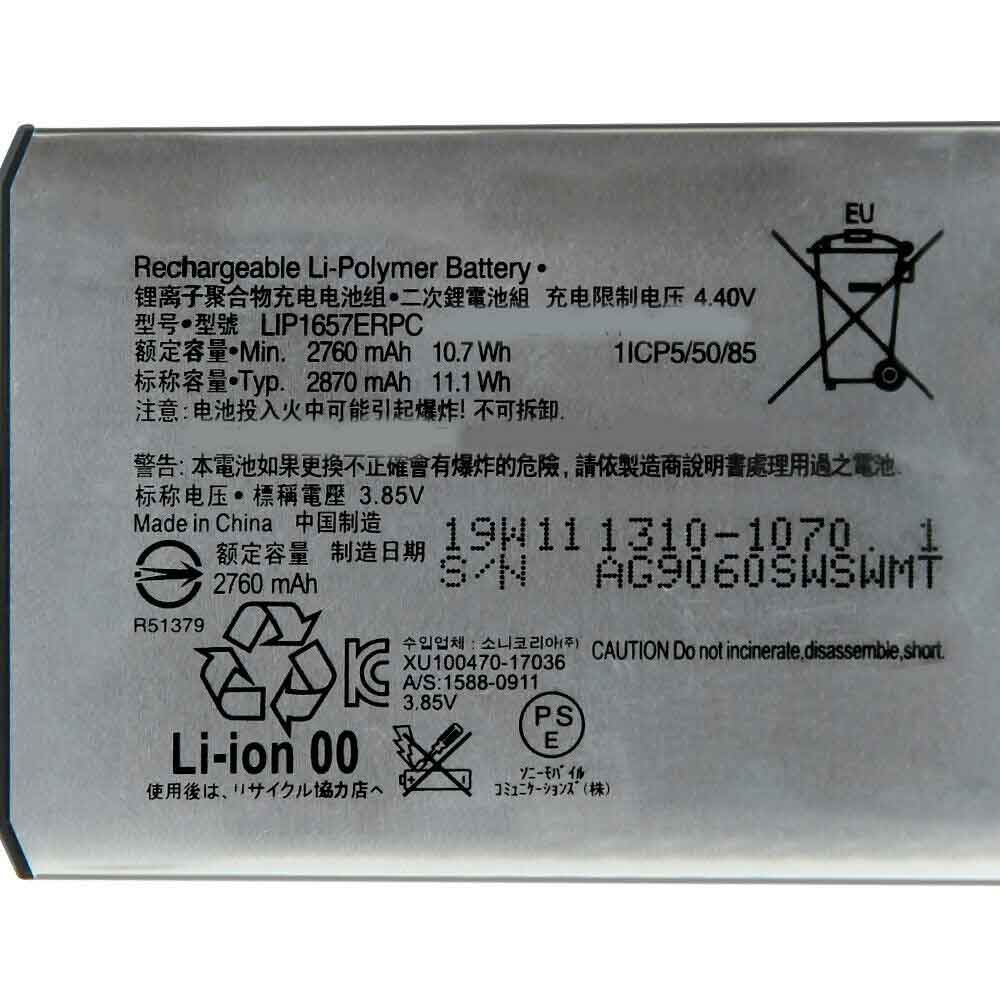 EU
Rechargeable Li-Polymer Battery •
锂离子聚合物充电电池组 • 二次鋰電池組 充电限制电压 4.40V
型号 • 型號 LIP1657ERPC
额定容量 • Min. 2760 mAh 10.7 Wh 1ICP5/50/85
标称容量 • Typ. 2870 mAh 11.1 Wh
注意: 电池投入火中可能引起爆炸! 不可拆卸.
警告: 本電池如果更換不正確會有爆炸的危險, 請依製造商說明書處理用過之電池.
标称电压 • 標稱電壓 3.85V
Made in China 中国制造
额定容量 制造日期 19W11 1310-1070. 1
2760 mAh S/N AG9060SWSWMT
R51379
수입업체 : 소니코리아(주)
XU100470-17036
A/S:1588-0911
3.85V
CAUTION Do not incinerate,disassemble,short.
Li-ion 00
PS
E
使用後は、リサイクル協力店へ
ソニーモバイル
コミュニケーションズ(株)